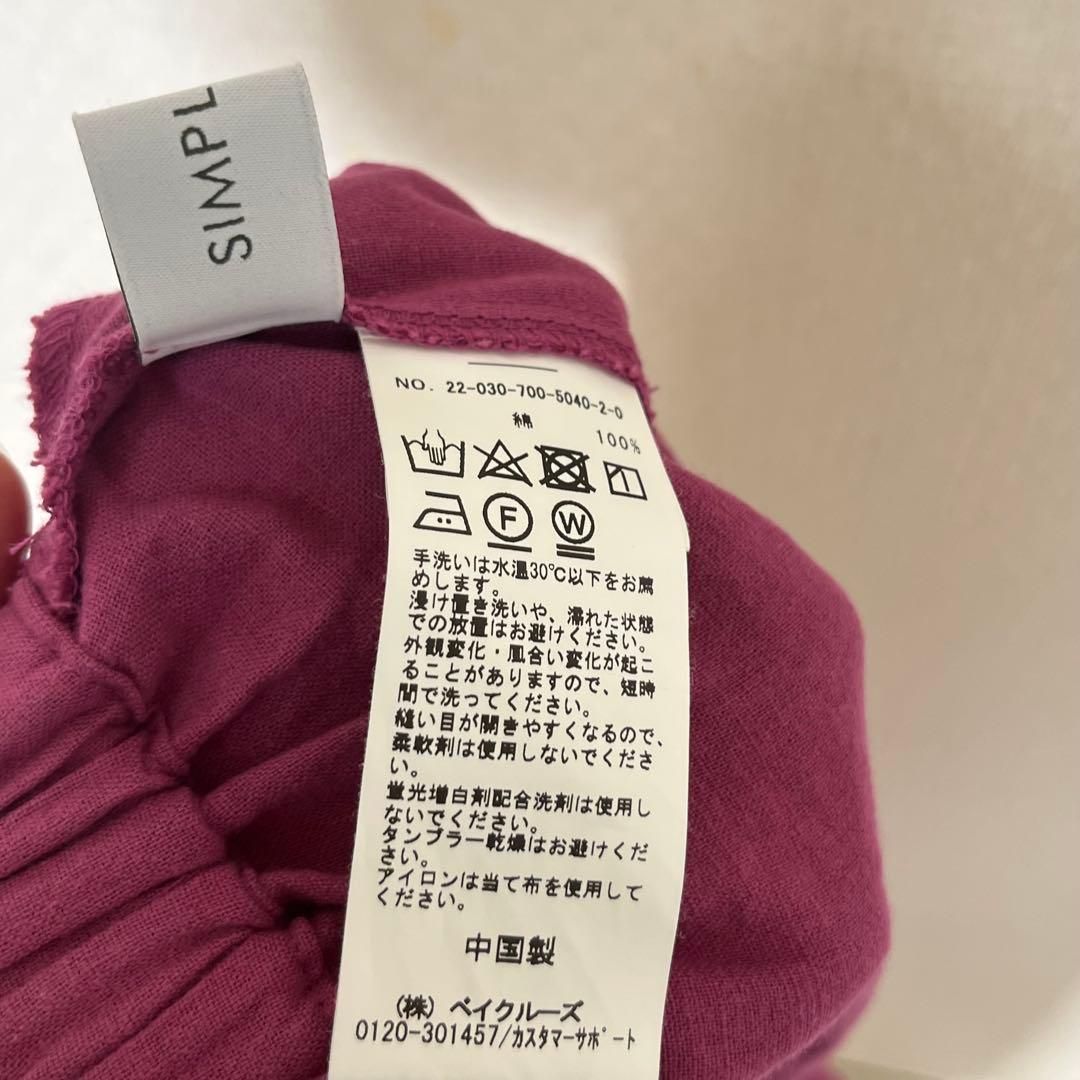 SIMPL
NO. 22-030-700-5040-2-0
綿 100%
F W
手洗いは水温30℃以下をお薦
めします。
浸け置き洗いや、濡れた状態
での放置はお避けください。
外観変化・風合い変化が起こ
ることがありますので、短時
間で洗ってください。
縫い目が開きやすくなるので、
柔軟剤は使用しないでくださ
い。
蛍光増白剤配合洗剤は使用し
ないでください。
タンブラー乾燥はお避けくだ
さい。
アイロンは当て布を使用して
ください。
中国製
(株) ベイクルーズ
0120-301457/カスタマーサポート